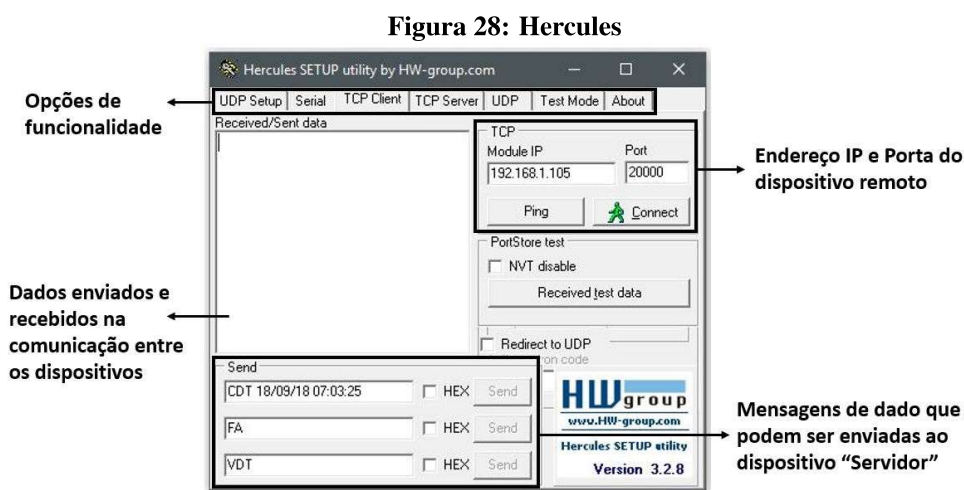 Figura 28: Hercules
Hercules SETUP utility by HW-group.com
UDP Setup Serial TCP Client TCP Server UDP Test Mode About
Opções de
funcionalidade
Received/Sent data
TCP
Module IP Port
192.168.1.105 20000
Ping Connect
Endereço IP e Porta do
dispositivo remoto
PortStore test
NVT disable
Received test data
Redirect to UDP
Dados enviados e
recebidos na
comunicação entre
os dispositivos
Send
CDT 18/09/18 07:03:25 HEX Send
FA HEX Send
VDT HEX Send
HW group
www.HW-group.com
Hercules SETUP utility
Version 3.2.8
Mensagens de dado que
podem ser enviadas ao
dispositivo “Servidor”